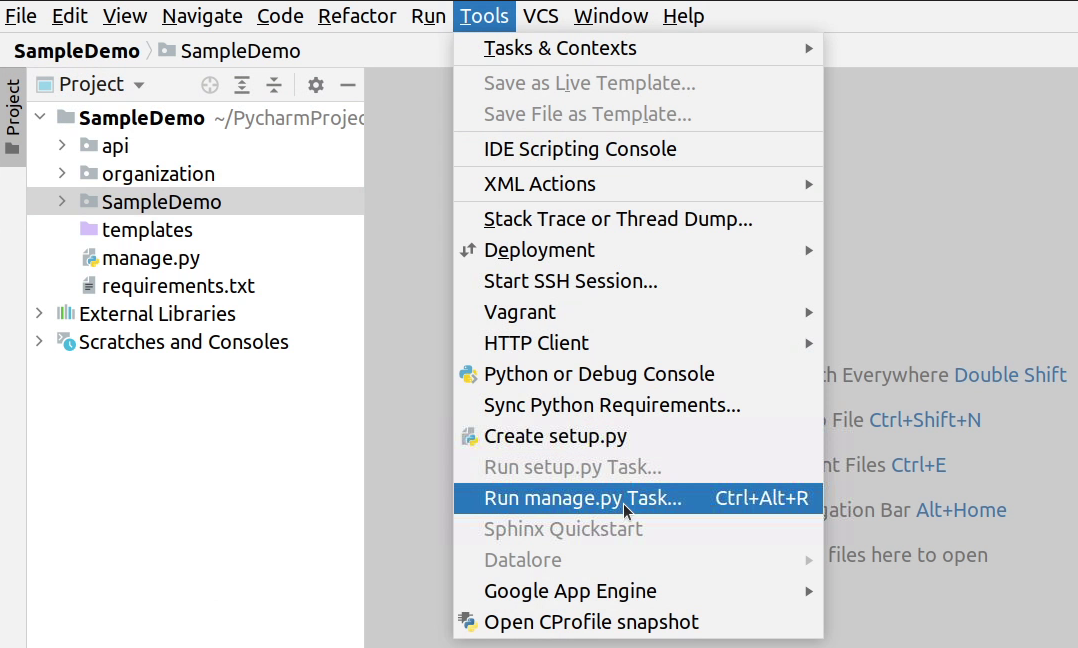 File Edit View Navigate Code Refactor Run Tools VCS Window Help
SampleDemo SampleDemo
Project
Project
SampleDemo ~/PycharmProjec
api
organization
SampleDemo
templates
manage.py
requirements.txt
External Libraries
Scratches and Consoles
Tasks & Contexts
Save as Live Template...
Save File as Template...
IDE Scripting Console
XML Actions
Stack Trace or Thread Dump...
Deployment
Start SSH Session...
Vagrant
HTTP Client
Python or Debug Console
Sync Python Requirements...
Create setup.py
Run setup.py Task...
Run manage.py Task... Ctrl+Alt+R
Sphinx Quickstart
Datalore
Google App Engine
Open CProfile snapshot
h Everywhere Double Shift
File Ctrl+Shift+N
nt Files Ctrl+E
gation Bar Alt+Home
files here to open